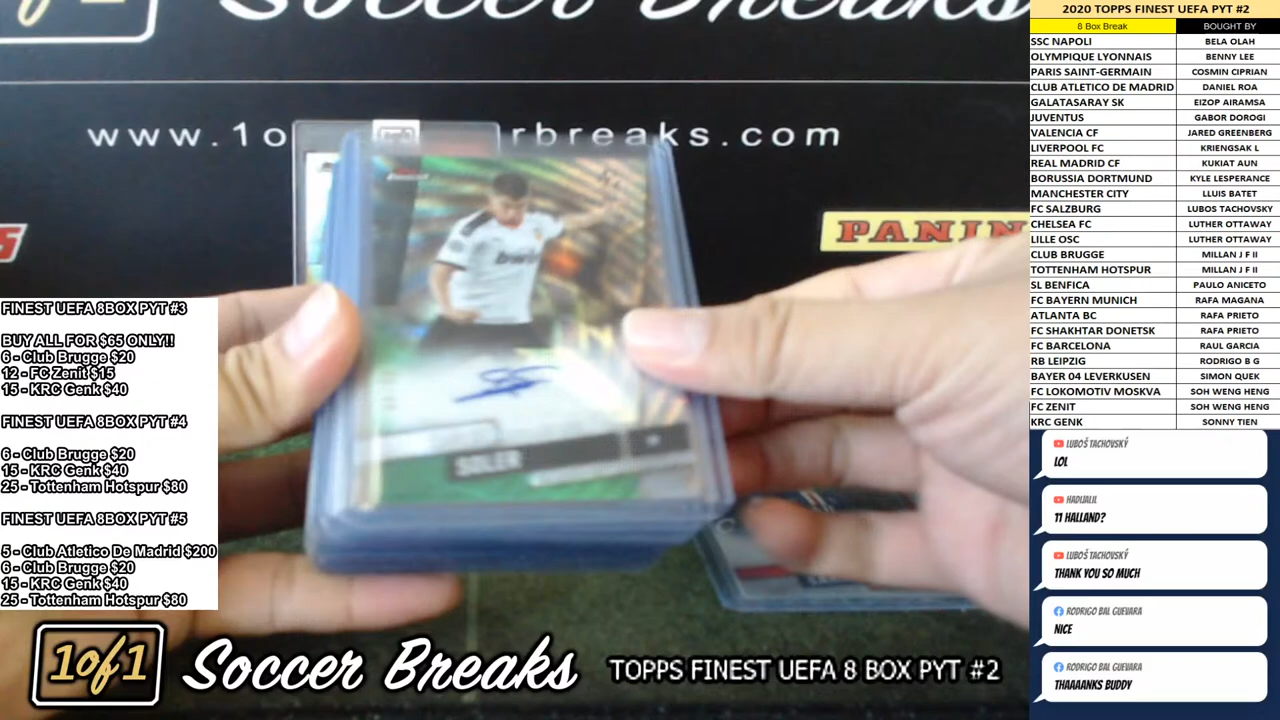 Soccer Breaks
www.1o
rbreaks.com
PANIN
SOLER
FINEST UEFA 8BOX PYT #3
BUY ALL FOR $65 ONLY!!
6 - Club Brugge $20
12 - FC Zenit $15
15 - KRC Genk $40
FINEST UEFA 8BOX PYT #4
6 - Club Brugge $20
15 - KRC Genk $40
25 - Tottenham Hotspur $80
FINEST UEFA 8BOX PYT #5
5 - Club Atletico De Madrid $200
6 - Club Brugge $20
15 - KRC Genk $40
25 - Tottenham Hotspur $80
1of1 Soccer Breaks
TOPPS FINEST UEFA 8 BOX PYT #2
2020 TOPPS FINEST UEFA PYT #2
8 Box Break BOUGHT BY
SSC NAPOLI BELA OLAH
OLYMPIQUE LYONNAIS BENNY LEE
PARIS SAINT-GERMAIN COSMIN CIPRIAN
CLUB ATLETICO DE MADRID DANIEL ROA
GALATASARAY SK EIZOP AIRAMSA
JUVENTUS GABOR DOROGI
VALENCIA CF JARED GREENBERG
LIVERPOOL FC KRIENGSAK L
REAL MADRID CF KUKIAT AUN
BORUSSIA DORTMUND KYLE LESPERANCE
MANCHESTER CITY LLUIS BATET
FC SALZBURG LUBOS TACHOVSKY
CHELSEA FC LUTHER OTTAWAY
LILLE OSC LUTHER OTTAWAY
CLUB BRUGGE MILLAN J F II
TOTTENHAM HOTSPUR MILLAN J F II
SL BENFICA PAULO ANICETO
FC BAYERN MUNICH RAFA MAGANA
ATLANTA BC RAFA PRIETO
FC SHAKHTAR DONETSK RAFA PRIETO
FC BARCELONA RAUL GARCIA
RB LEIPZIG RODRIGO B G
BAYER 04 LEVERKUSEN SIMON QUEK
FC LOKOMOTIV MOSKVA SOH WENG HENG
FC ZENIT SOH WENG HENG
KRC GENK SONNY TIEN
LUBOŠ TACHOVSKÝ
LOL
HADIJALIL
11 HALLAND?
LUBOŠ TACHOVSKÝ
THANK YOU SO MUCH
RODRIGO BAL GUEVARA
NICE
RODRIGO BAL GUEVARA
THAAAANKS BUDDY